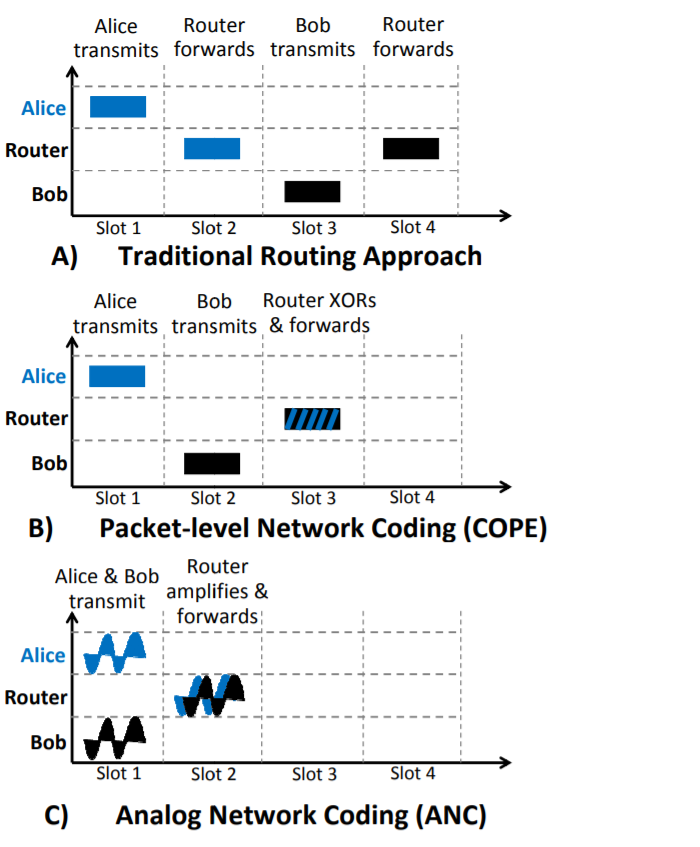 Alice Router Bob Router
transmits forwards transmits forwards
Alice
Router
Bob
Slot 1 Slot 2 Slot 3 Slot 4
A) Traditional Routing Approach
Alice Bob Router XORs
transmits transmits & forwards
Alice
Router
Bob
Slot 1 Slot 2 Slot 3 Slot 4
B) Packet-level Network Coding (COPE)
Router
Alice & Bob amplifies &
transmit forwards
Alice
Router
Bob
Slot 1 Slot 2 Slot 3 Slot 4
C) Analog Network Coding (ANC)